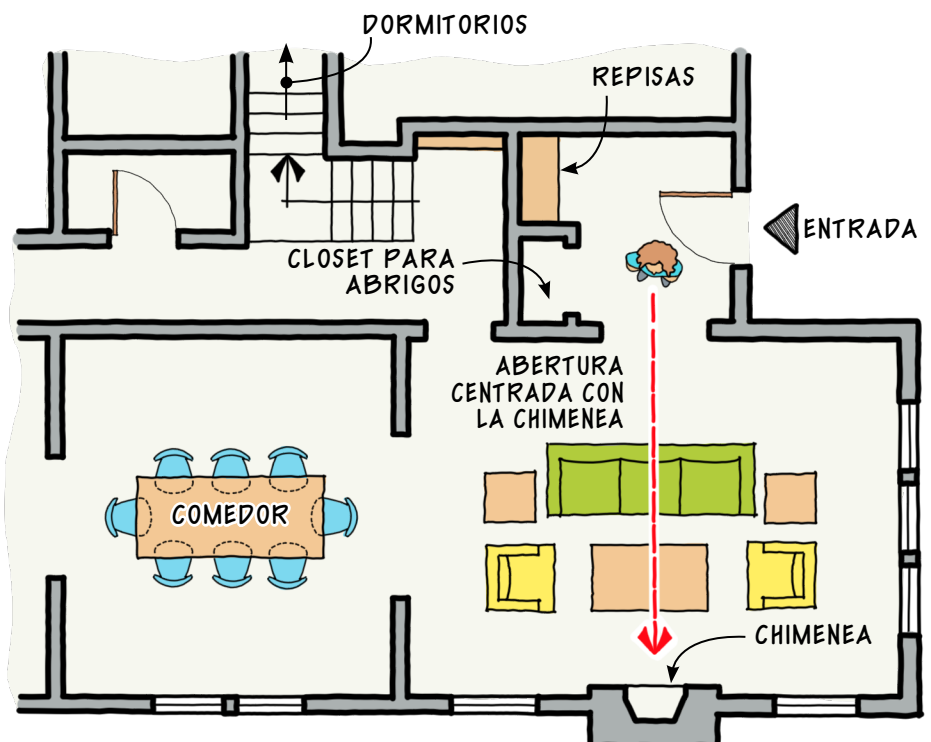 DORMITORIOS
REPISAS
ENTRADA
CLOSET PARA
ABRIGOS
ABERTURA
CENTRADA CON
LA CHIMENEA
COMEDOR
CHIMENEA